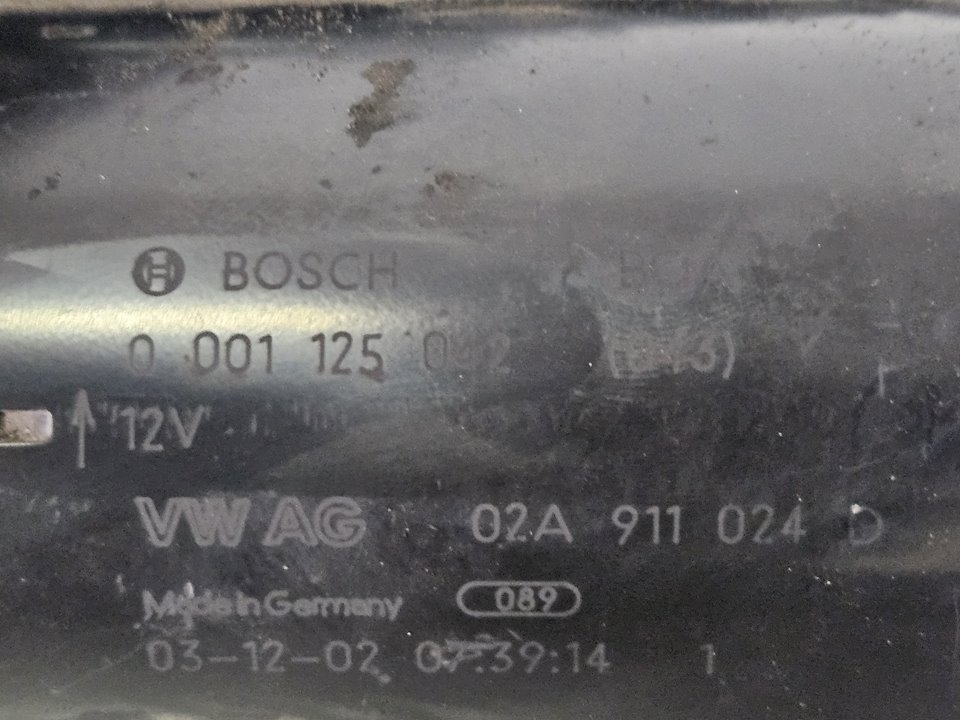 BOSCH
0 001 125
12V
VW AG 02A 911 024 D
Made in Germany 089
03-12-02 07:39:14 1